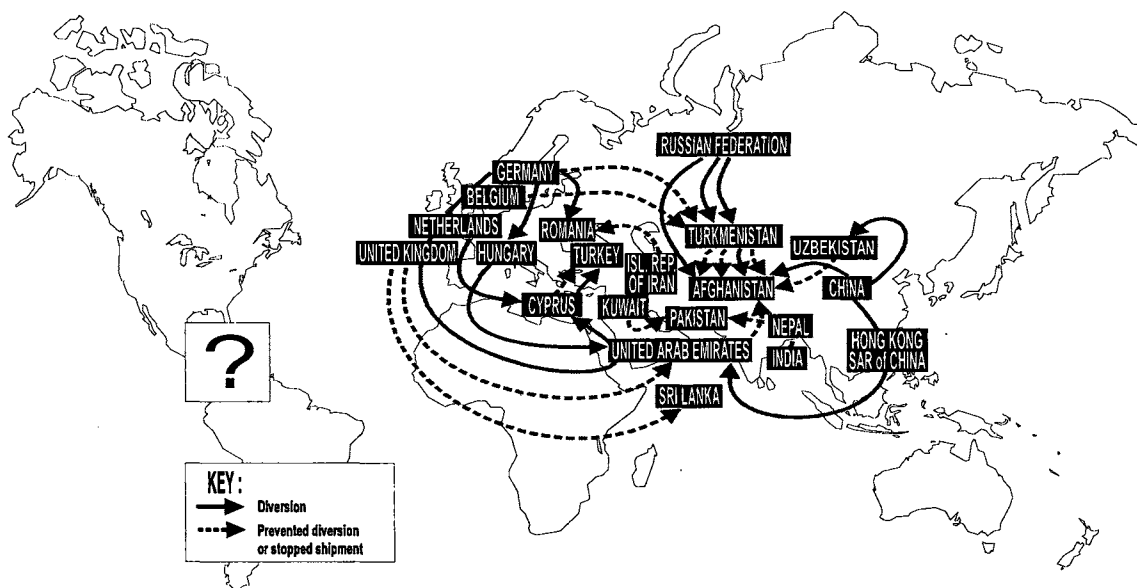 RUSSIAN FEDERATION
GERMANY
BELGIUM
NETHERLANDS
ROMANIA
TURKMENISTAN
UNITED KINGDOM
HUNGARY
TURKEY
UZBEKISTAN
ISL. REP
OF IRAN
AFGHANISTAN
CHINA
CYPRUS
KUWAIT
PAKISTAN
NEPAL
HONG KONG
SAR of CHINA
UNITED ARAB EMIRATES
INDIA
SRI LANKA
?
KEY :
Diversion
Prevented diversion
or stopped shipment